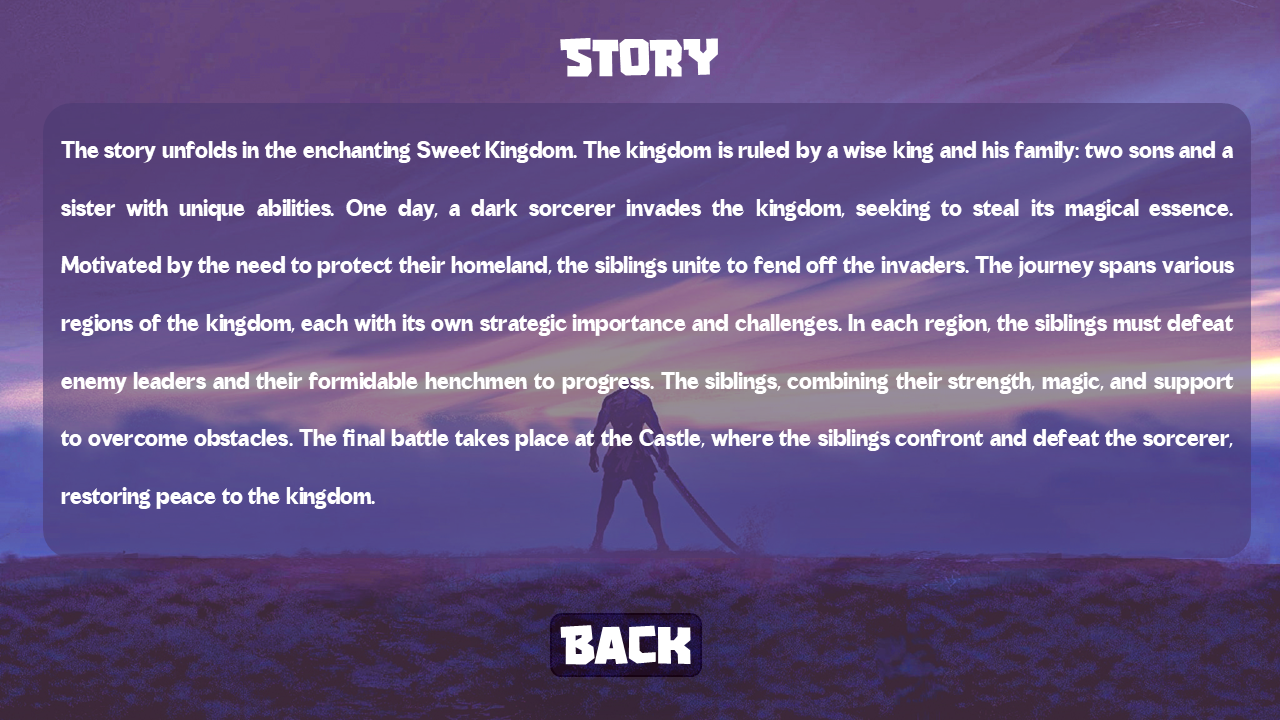 STORY
The story unfolds in the enchanting Sweet Kingdom. The kingdom is ruled by a wise king and his family: two sons and a
sister with unique abilities. One day, a dark sorcerer invades the kingdom, seeking to steal its magical essence.
Motivated by the need to protect their homeland, the siblings unite to fend off the invaders. The journey spans various
regions of the kingdom, each with its own strategic importance and challenges. In each region, the siblings must defeat
enemy leaders and their formidable henchmen to progress. The siblings, combining their strength, magic, and support
to overcome obstacles. The final battle takes place at the Castle, where the siblings confront and defeat the sorcerer,
restoring peace to the kingdom.
BACK